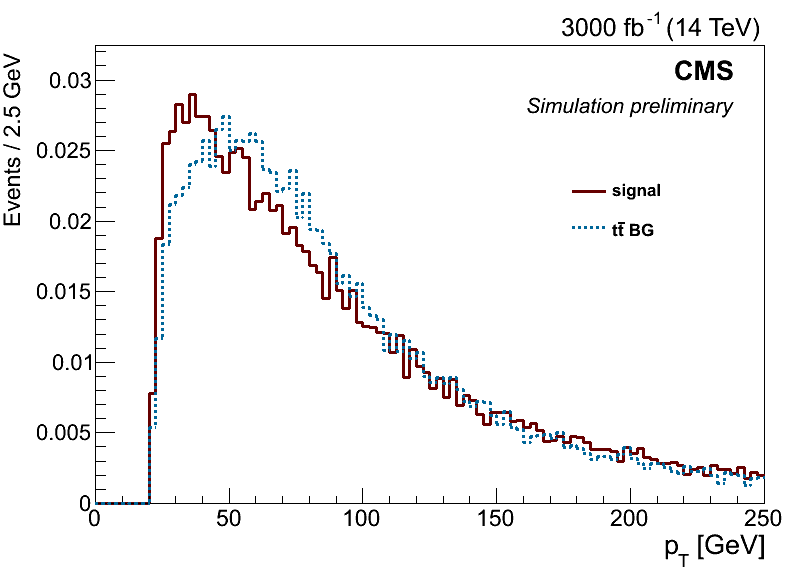 3000 fb⁻¹ (14 TeV)
CMS
Simulation preliminary
signal
tt̄ BG
Events / 2.5 GeV
0.03
0.025
0.02
0.015
0.01
0.005
0
0 50 100 150 200 250
p_T [GeV]